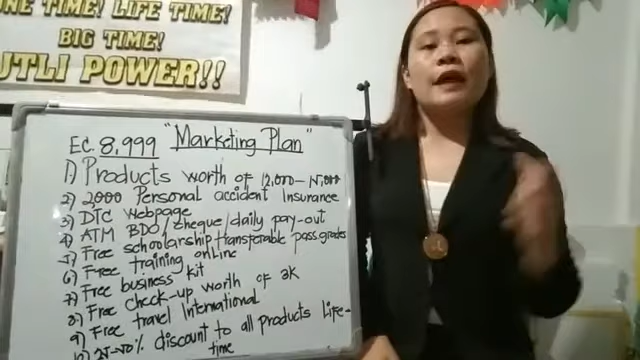 ONE TIME! LIFE TIME!
BIG TIME!
UTLI POWER!!
EC. 8,999 "Marketing Plan"
1) Products worth of 12,000-15,000
2) 2000 Personal accident Insurance
3) DTC webpage
4) ATM BDO/cheque/daily pay-out
5) Free schorlarship transferable pass.grades
6) Free training online
7) Free business kit
8) Free check-up worth of 2K
9) Free travel International
10) 25-50% discount to all products life-
time